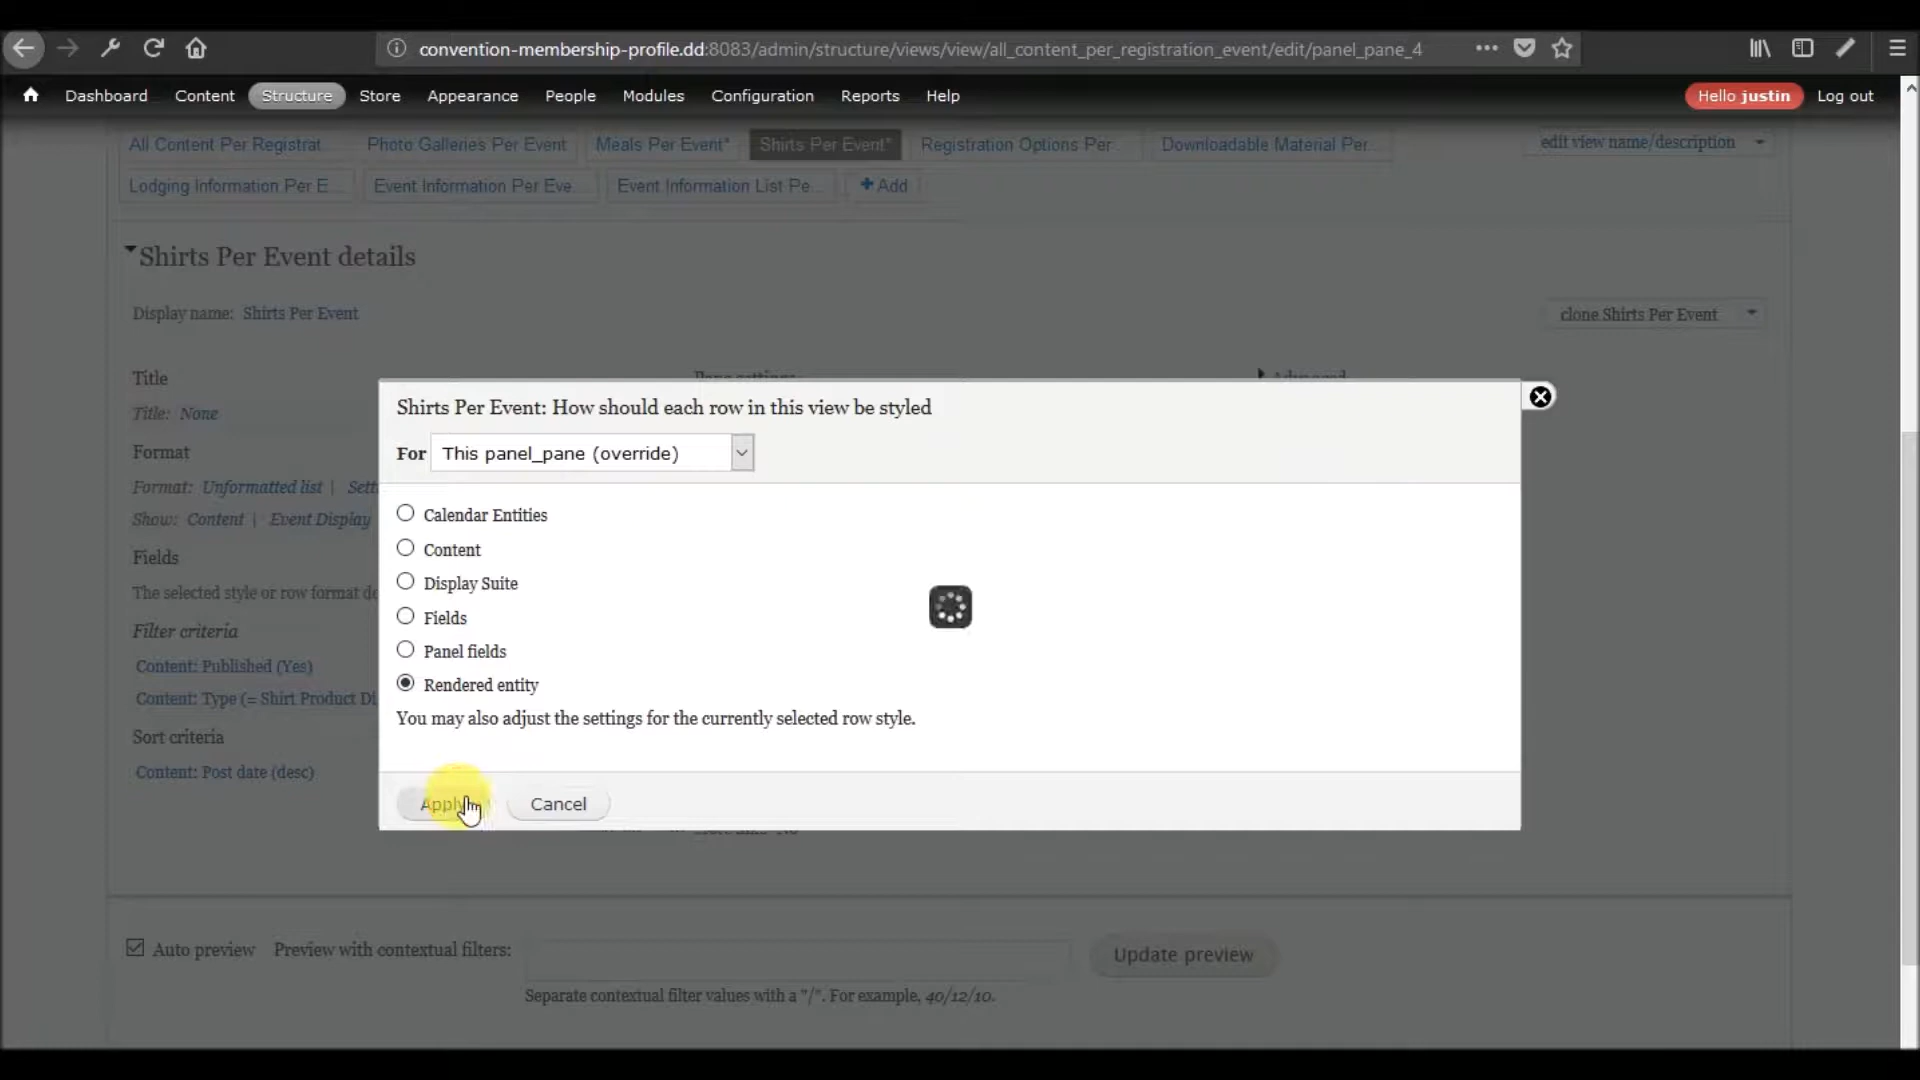 convention-membership-profile.dd:8083/admin/structure/views/view/all_content_per_registration_event/edit/panel_pane_4
Dashboard Content Structure Store Appearance People Modules Configuration Reports Help Hello justin Log out
All Content Per Registrat... Photo Galleries Per Event Meals Per Event* Shirts Per Event* Registration Options Per... Downloadable Material Per... edit view name/description
Lodging Information Per E... Event Information Per Eve... Event Information List Pe... +Add
Shirts Per Event details
Display name: Shirts Per Event
clone Shirts Per Event
Title
Advanced
Title: None
Format
Format: Unformatted list |
Show: Content | Event Display
Fields
The selected style or row format
Filter criteria
Content: Published (Yes)
Content: Type (= Shirt Product
Sort criteria
Content: Post date (desc)
Shirts Per Event: How should each row in this view be styled
For This panel_pane (override)
Calendar Entities
Content
Display Suite
Fields
Panel fields
Rendered entity
You may also adjust the settings for the currently selected row style.
Apply Cancel
Auto preview Preview with contextual filters: Update preview
Separate contextual filter values with a "/". For example, 40/12/10.